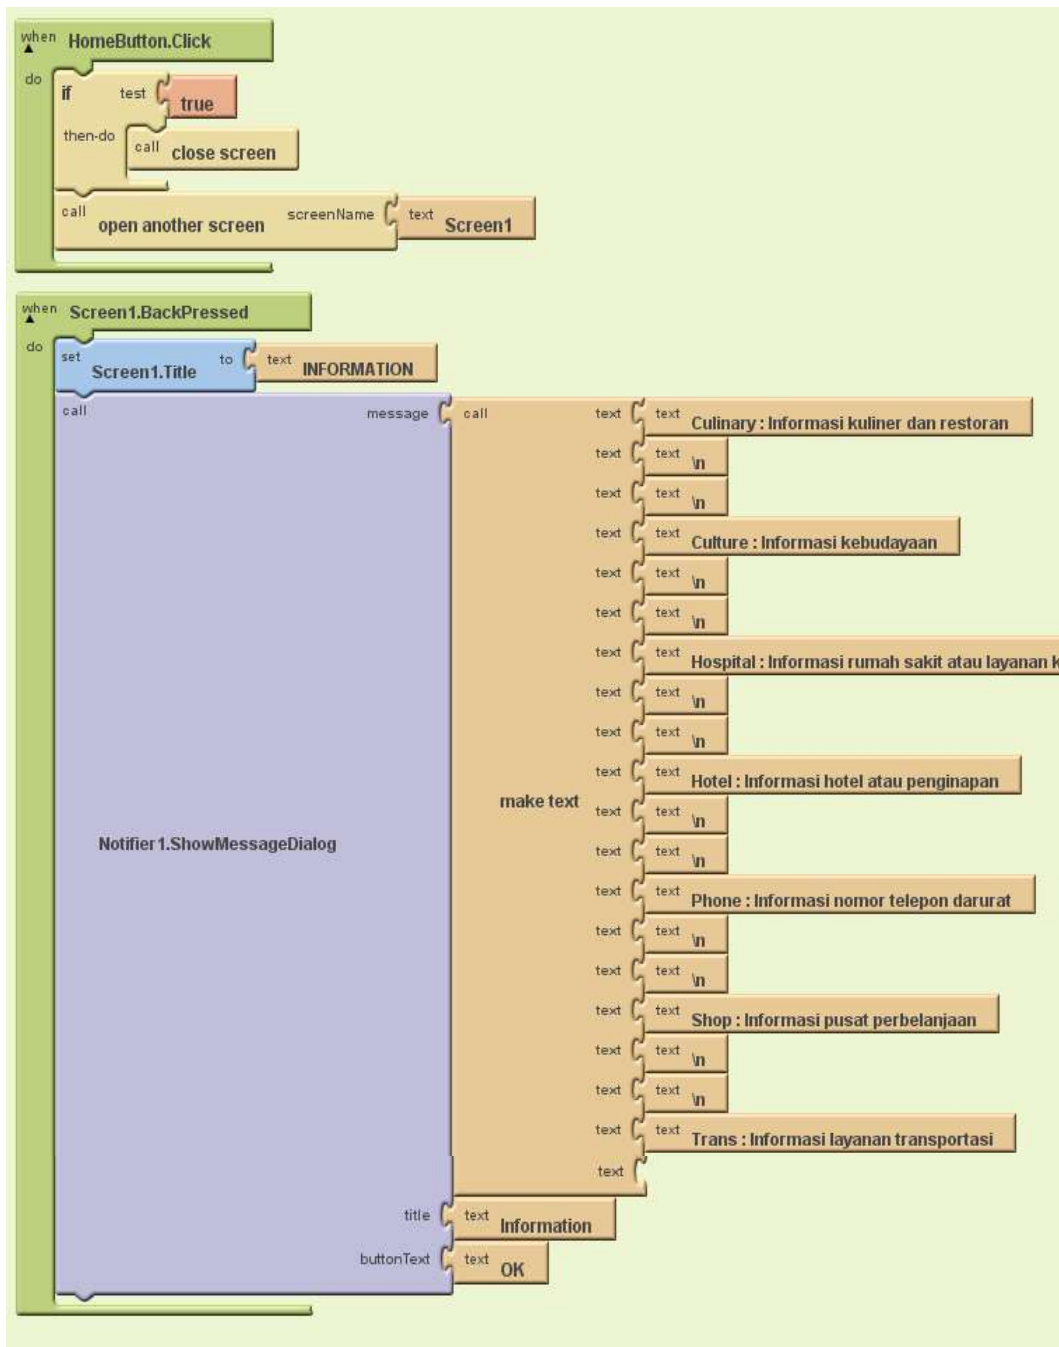 when HomeButton.Click
do if test true
then-do call close screen
call open another screen screenName text Screen1
when Screen1.BackPressed
do set Screen1.Title to text INFORMATION
call Notifier1.ShowMessageDialog message call make text text text Culinary : Informasi kuliner dan restoran
text text \n
text text \n
text text Culture : Informasi kebudayaan
text text \n
text text \n
text text Hospital : Informasi rumah sakit atau layanan k
text text \n
text text \n
text text Hotel : Informasi hotel atau penginapan
text text \n
text text \n
text text Phone : Informasi nomor telepon darurat
text text \n
text text \n
text text Shop : Informasi pusat perbelanjaan
text text \n
text text \n
text text Trans : Informasi layanan transportasi
text
title text Information
buttonText text OK